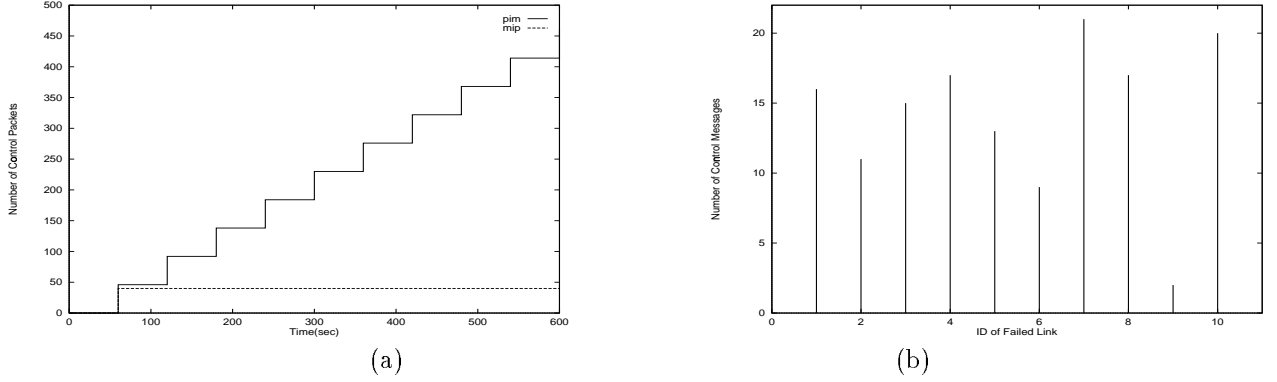 500
450
400
350
300
250
200
150
100
50
0
Number of Control Packets
pim
mip
0 100 200 300 400 500 600
Time(sec)
(a)
20
15
10
5
0
Number of Control Messages
0 2 4 6 8 10
ID of Failed Link
(b)